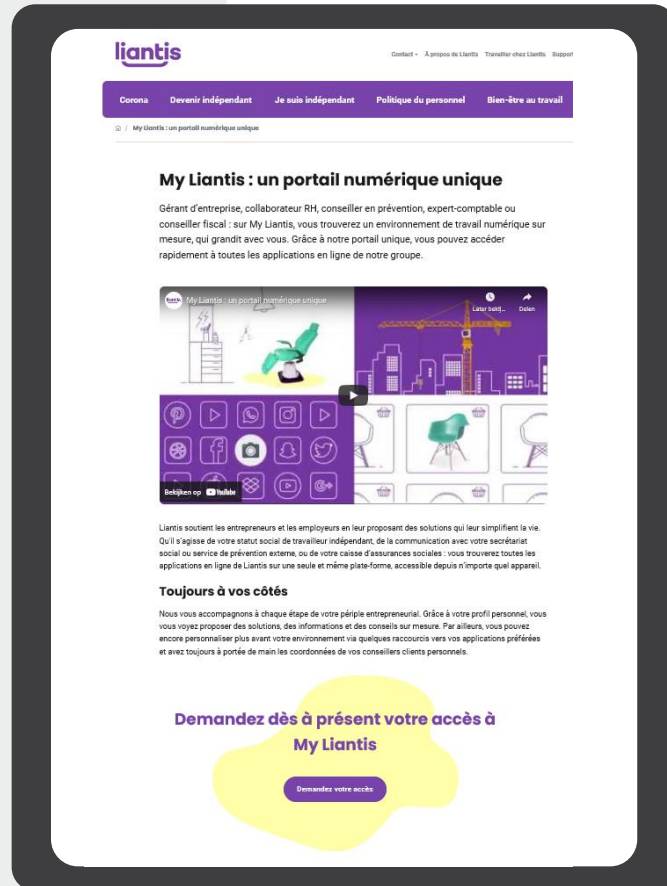 liantis
Contact À propos de Liantis Travailler chez Liantis Support
Corona Devenir indépendant Je suis indépendant Politique du personnel Bien-être au travail
/ My Liantis : un portail numérique unique
My Liantis : un portail numérique unique
Gérant d'entreprise, collaborateur RH, conseiller en prévention, expert-comptable ou
conseiller fiscal : sur My Liantis, vous trouverez un environnement de travail numérique sur
mesure, qui grandit avec vous. Grâce à notre portail unique, vous pouvez accéder
rapidement à toutes les applications en ligne de notre groupe.
liantis My Liantis : un portail numérique unique
Later bekij... Delen
Bekijken op YouTube
Liantis soutient les entrepreneurs et les employeurs en leur proposant des solutions qui leur simplifient la vie.
Qu'il s'agisse de votre statut social de travailleur indépendant, de la communication avec votre secrétariat
social ou service de prévention externe, ou de votre caisse d'assurances sociales : vous trouverez toutes les
applications en ligne de Liantis sur une seule et même plate-forme, accessible depuis n'importe quel appareil.
Toujours à vos côtés
Nous vous accompagnons à chaque étape de votre périple entrepreneurial. Grâce à votre profil personnel, vous
vous voyez proposer des solutions, des informations et des conseils sur mesure. Par ailleurs, vous pouvez
encore personnaliser plus avant votre environnement via quelques raccourcis vers vos applications préférées
et avez toujours à portée de main les coordonnées de vos conseillers clients personnels.
Demandez dès à présent votre accès à
My Liantis
Demandez votre accès